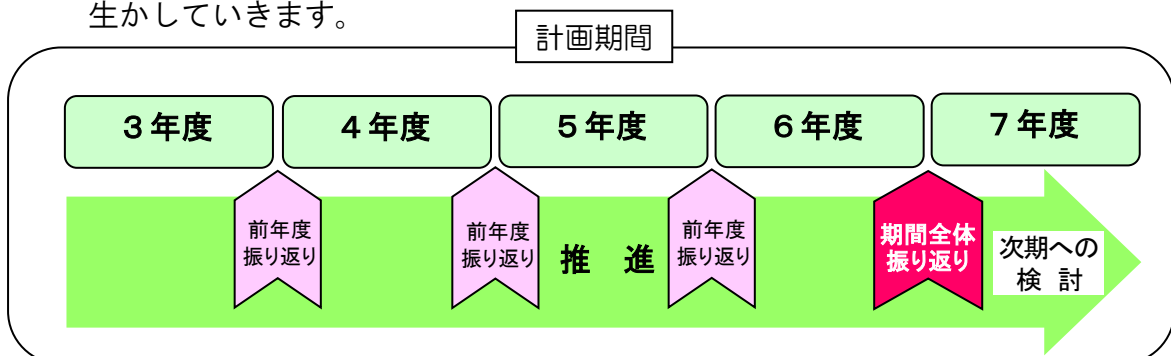 生かしていきます。
計画期間
３年度
４年度
５年度
６年度
７年度
前年度
振り返り
前年度
振り返り
推　進
前年度
振り返り
期間全体
振り返り
次期への
検　討